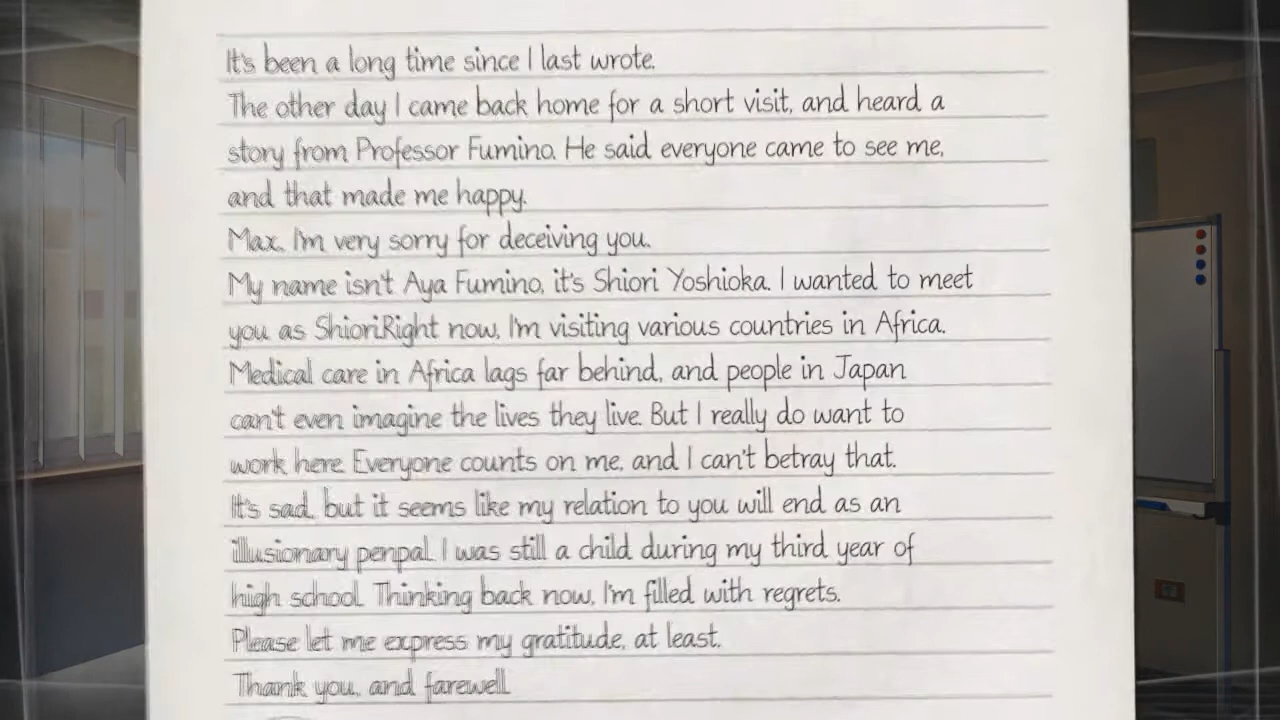 It's been a long time since I last wrote.
The other day I came back home for a short visit, and heard a
story from Professor Fumino. He said everyone came to see me,
and that made me happy.
Max, I'm very sorry for deceiving you.
My name isn't Aya Fumino, it's Shiori Yoshioka. I wanted to meet
you as Shiori.Right now, I'm visiting various countries in Africa.
Medical care in Africa lags far behind, and people in Japan
can't even imagine the lives they live. But I really do want to
work here. Everyone counts on me, and I can't betray that.
It's sad, but it seems like my relation to you will end as an
illusionary penpal. I was still a child during my third year of
high school. Thinking back now, I'm filled with regrets.
Please let me express my gratitude, at least.
Thank you, and farewell.